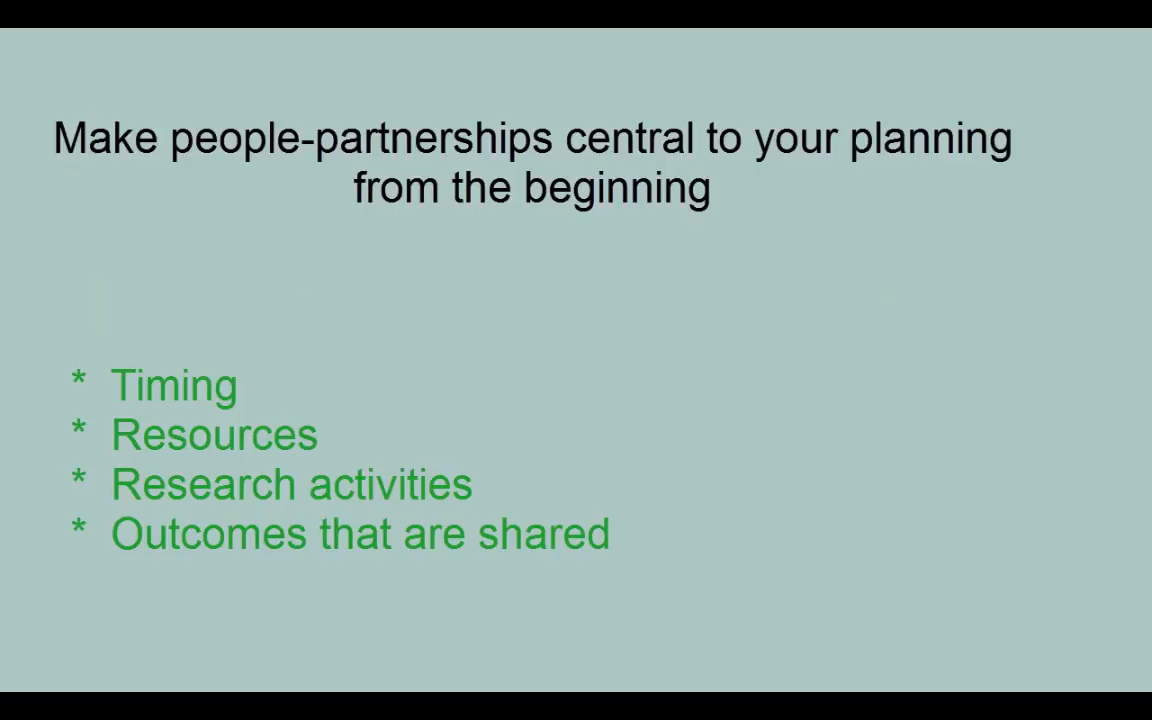 Make people-partnerships central to your planning
from the beginning
* Timing
* Resources
* Research activities
* Outcomes that are shared